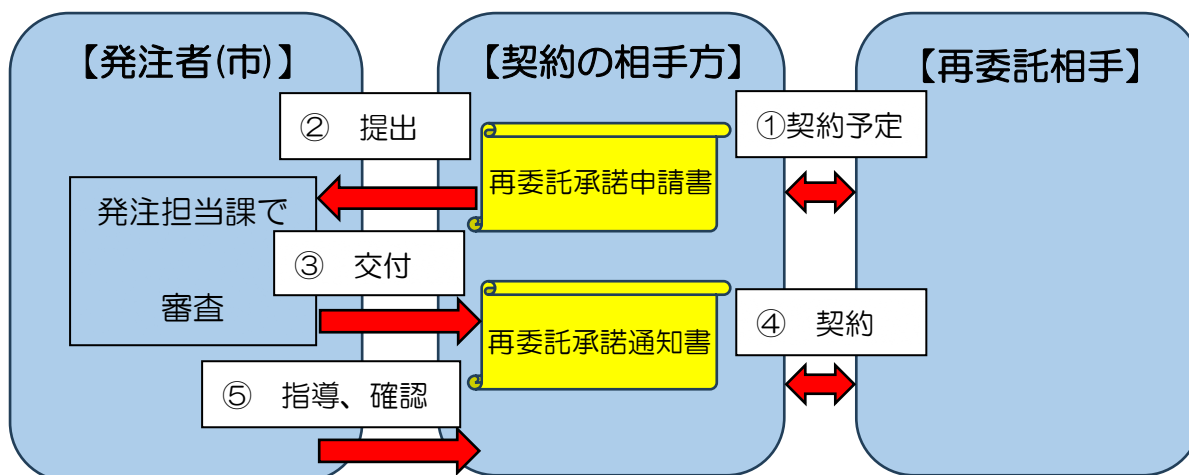 【発注者(市)】
【契約の相手方】
【再委託相手】
② 提出
①契約予定
再委託承諾申請書
発注担当課で
審査
③ 交付
再委託承諾通知書
④ 契約
⑤ 指導、確認